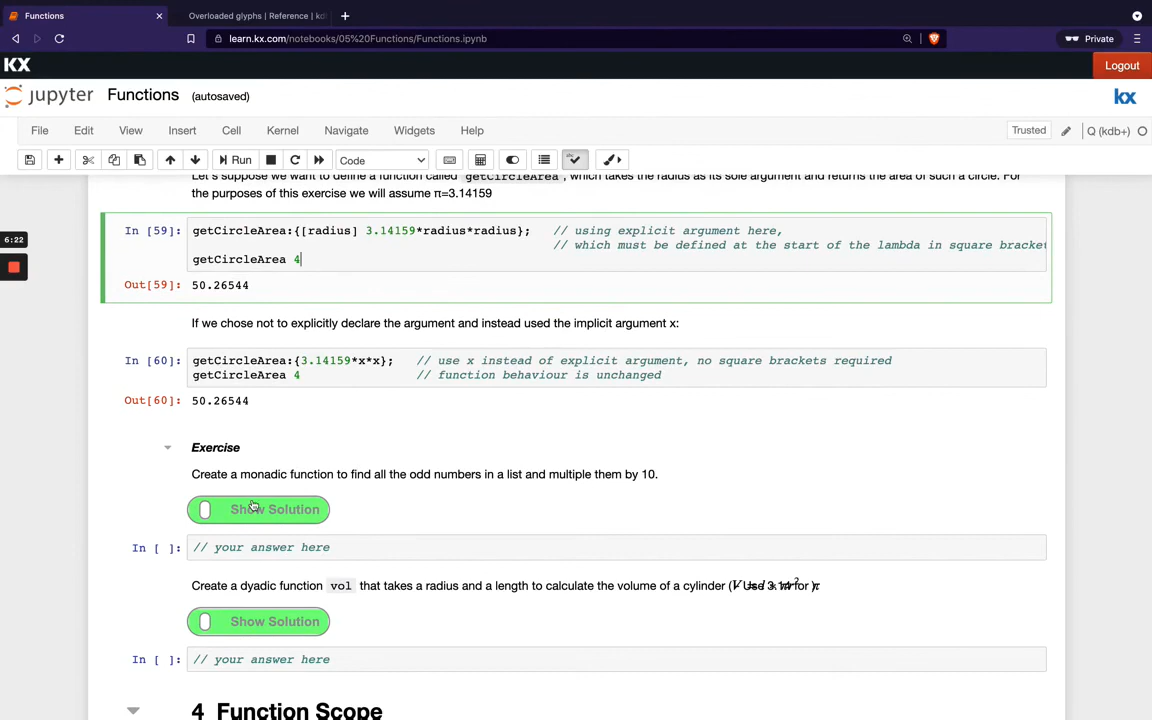 Functions
Overloaded glyphs | Reference | kd
learn.kx.com/notebooks/05%20Functions/Functions.ipynb
Private
KX
Logout
jupyter Functions (autosaved)
kx
File Edit View Insert Cell Kernel Navigate Widgets Help
Trusted
Q (kdb+)
Run
Code
Let's suppose we want to define a function called getCircleArea, which takes the radius as its sole argument and returns the area of such a circle. For
the purposes of this exercise we will assume π=3.14159
6:22
In [59]: getCircleArea:{[radius] 3.14159*radius*radius}; // using explicit argument here,
// which must be defined at the start of the lambda in square bracket
getCircleArea 4
Out[59]: 50.26544
If we chose not to explicitly declare the argument and instead used the implicit argument x:
In [60]: getCircleArea:{3.14159*x*x}; // use x instead of explicit argument, no square brackets required
getCircleArea 4 // function behaviour is unchanged
Out[60]: 50.26544
Exercise
Create a monadic function to find all the odd numbers in a list and multiple them by 10.
Show Solution
In [ ]: // your answer here
Create a dyadic function vol that takes a radius and a length to calculate the volume of a cylinder (
Show Solution
In [ ]: // your answer here
4 Function Scope